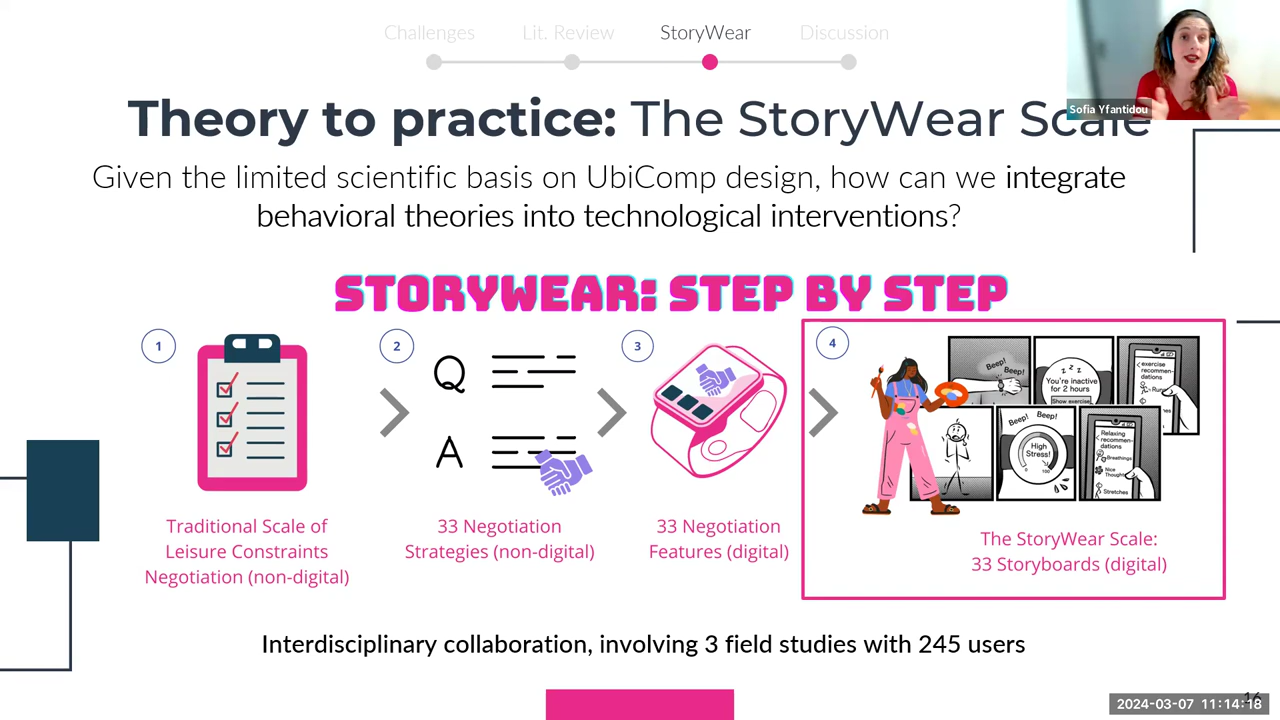 Challenges
Lit. Review
StoryWear
Discussion
Sofia Yfantidou
Theory to practice: The StoryWear Scale
Given the limited scientific basis on UbiComp design, how can we integrate
behavioral theories into technological interventions?
STORYWEAR: STEP BY STEP
1
Traditional Scale of
Leisure Constraints
Negotiation (non-digital)
2
Q
A
33 Negotiation
Strategies (non-digital)
3
33 Negotiation
Features (digital)
4
Beep!
Beep!
z z z
You're inactive
for 2 hours
Show exercise
exercise
recommen-
dations
Beep! Beep!
High
Stress!
0
100
Relaxing
recommen-
dations
Breathings
Nice
Thought
Stretches
The StoryWear Scale:
33 Storyboards (digital)
Interdisciplinary collaboration, involving 3 field studies with 245 users
16
2024-03-07 11:14:18